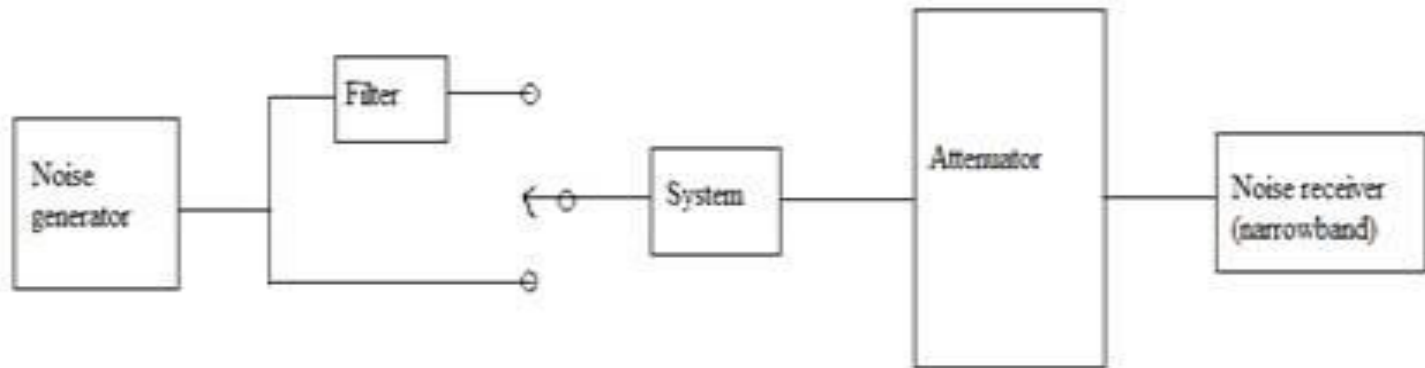 Noise
generator
Filter
System
Attenuator
Noise receiver
(narrowband)